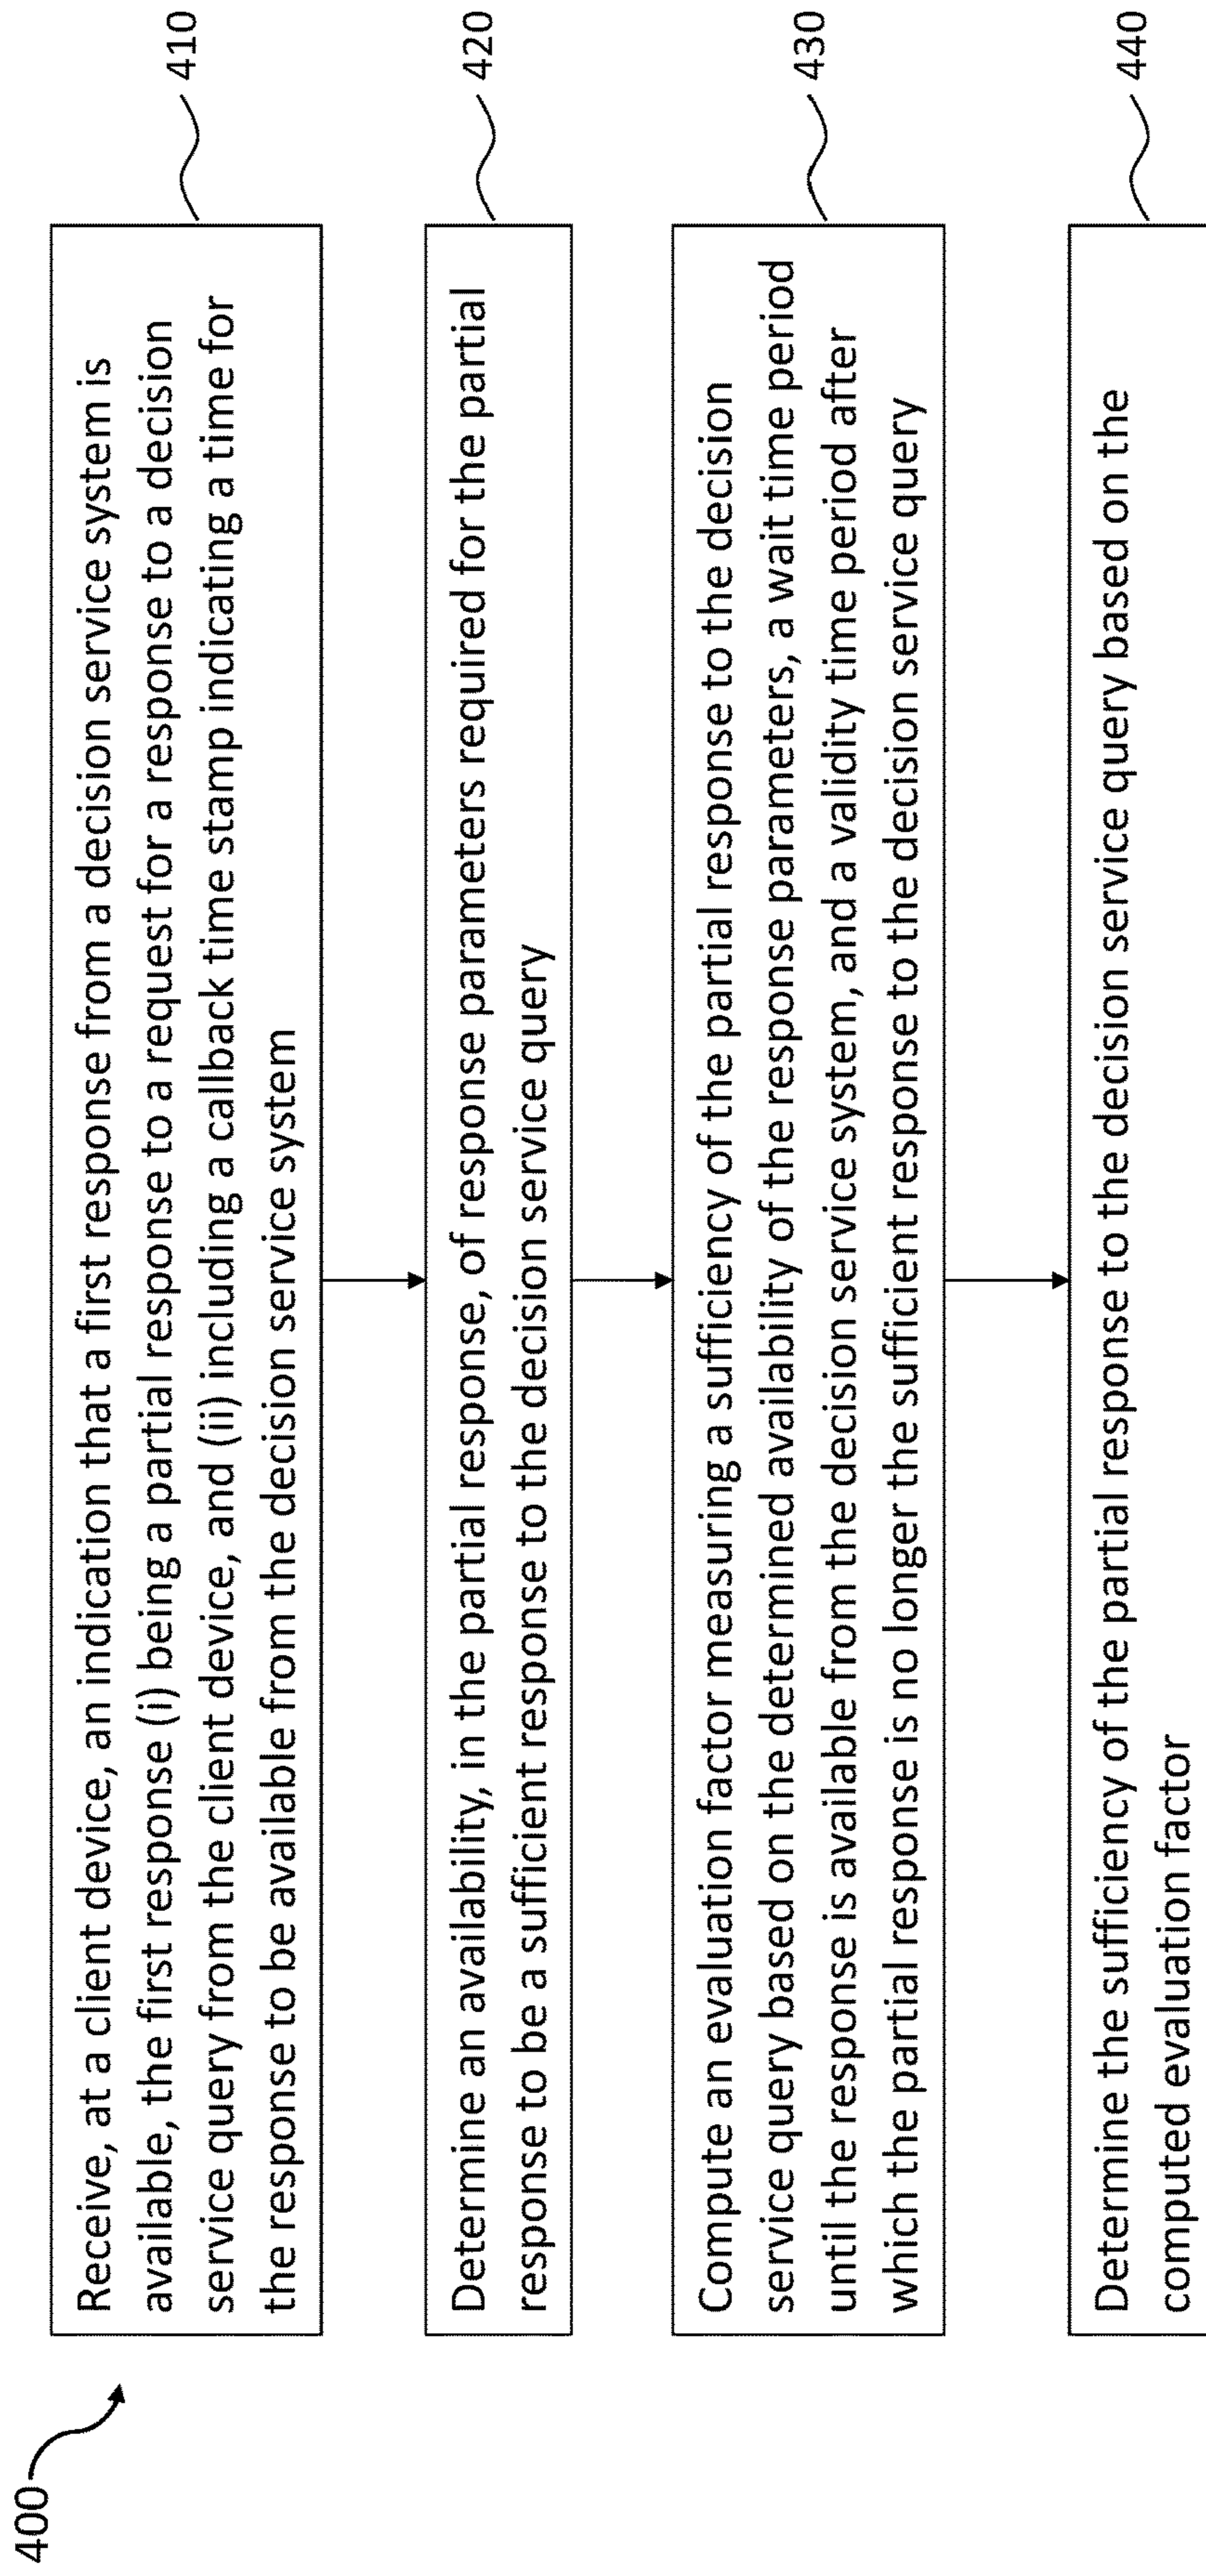 400
Receive, at a client device, an indication that a first response from a decision service system is
available, the first response (i) being a partial response to a request for a response to a decision
service query from the client device, and (ii) including a callback time stamp indicating a time for
the response to be available from the decision service system
410
Determine an availability, in the partial response, of response parameters required for the partial
response to be a sufficient response to the decision service query
420
Compute an evaluation factor measuring a sufficiency of the partial response to the decision
service query based on the determined availability of the response parameters, a wait time period
until the response is available from the decision service system, and a validity time period after
which the partial response is no longer the sufficient response to the decision service query
430
Determine the sufficiency of the partial response to the decision service query based on the
computed evaluation factor
440